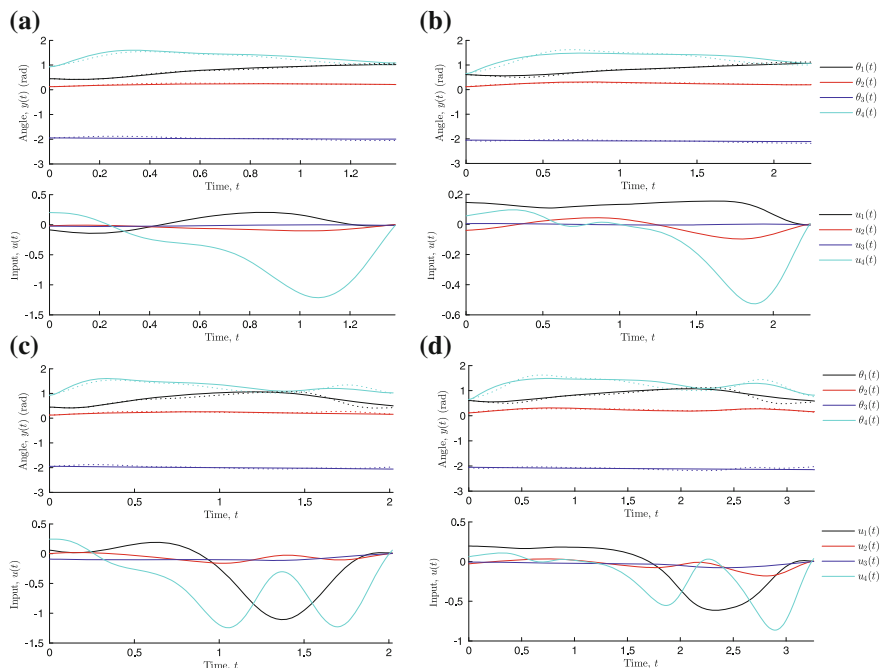 (a)
Angle, y(t) (rad)
2
1
0
-1
-2
-3
0 0.2 0.4 0.6 0.8 1 1.2
Time, t
Input, u(t)
0.5
0
-0.5
-1
-1.5
0 0.2 0.4 0.6 0.8 1 1.2
Time, t
(b)
Angle, y(t) (rad)
2
1
0
-1
-2
-3
0 0.5 1 1.5 2
Time, t
θ₁(t)
θ₂(t)
θ₃(t)
θ₄(t)
Input, u(t)
0.2
0
-0.2
-0.4
-0.6
0 0.5 1 1.5 2
Time, t
u₁(t)
u₂(t)
u₃(t)
u₄(t)
(c)
Angle, y(t) (rad)
2
1
0
-1
-2
-3
0 0.5 1 1.5 2
Time, t
Input, u(t)
0.5
0
-0.5
-1
-1.5
0 0.5 1 1.5 2
Time, t
(d)
Angle, y(t) (rad)
2
1
0
-1
-2
-3
0 0.5 1 1.5 2 2.5 3
Time, t
θ₁(t)
θ₂(t)
θ₃(t)
θ₄(t)
Input, u(t)
0.5
0
-0.5
-1
0 0.5 1 1.5 2 2.5 3
Time, t
u₁(t)
u₂(t)
u₃(t)
u₄(t)